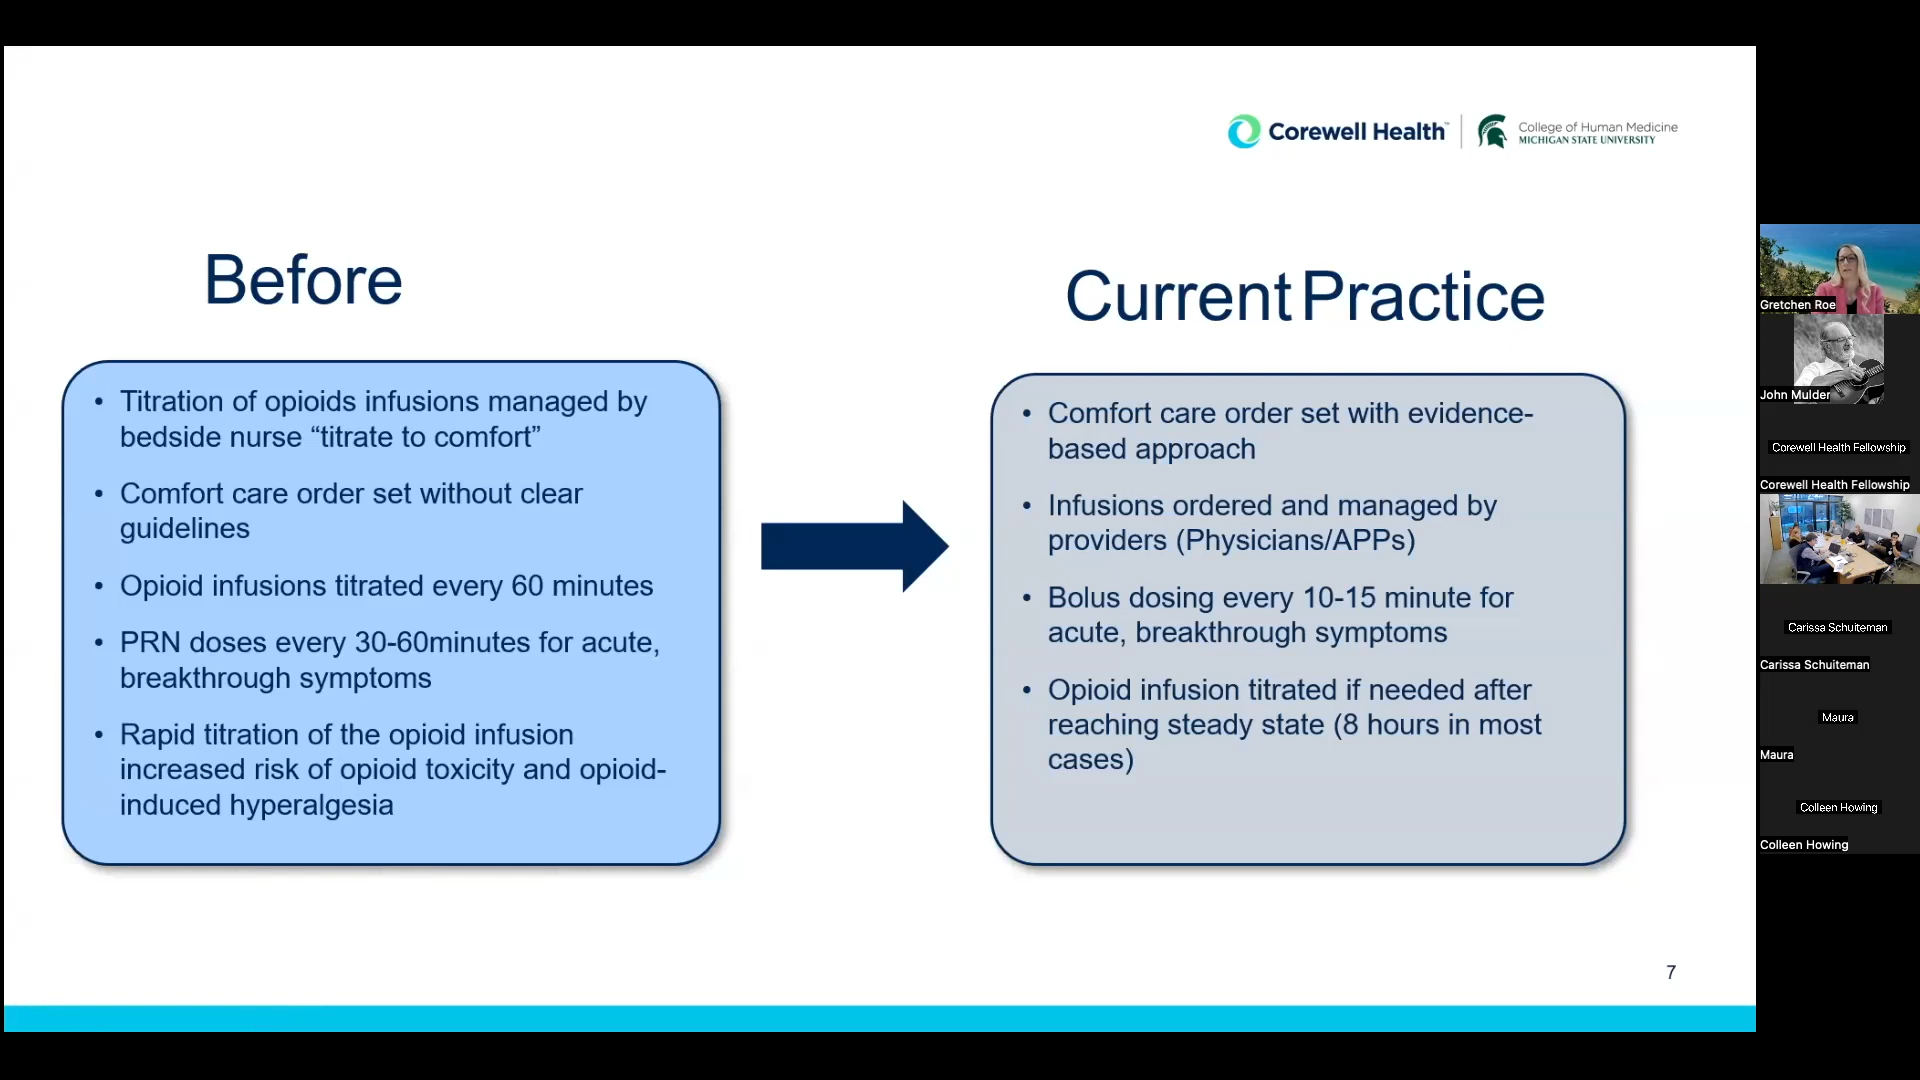 Corewell Health™
College of Human Medicine
MICHIGAN STATE UNIVERSITY
Before
Current Practice
• Titration of opioids infusions managed by
bedside nurse “titrate to comfort”
• Comfort care order set without clear
guidelines
• Opioid infusions titrated every 60 minutes
• PRN doses every 30-60minutes for acute,
breakthrough symptoms
• Rapid titration of the opioid infusion
increased risk of opioid toxicity and opioid-
induced hyperalgesia
• Comfort care order set with evidence-
based approach
• Infusions ordered and managed by
providers (Physicians/APPs)
• Bolus dosing every 10-15 minute for
acute, breakthrough symptoms
• Opioid infusion titrated if needed after
reaching steady state (8 hours in most
cases)
7
Gretchen Roe
John Mulder
Corewell Health Fellowship
Corewell Health Fellowship
Carissa Schuiteman
Carissa Schuiteman
Maura
Maura
Colleen Howing
Colleen Howing